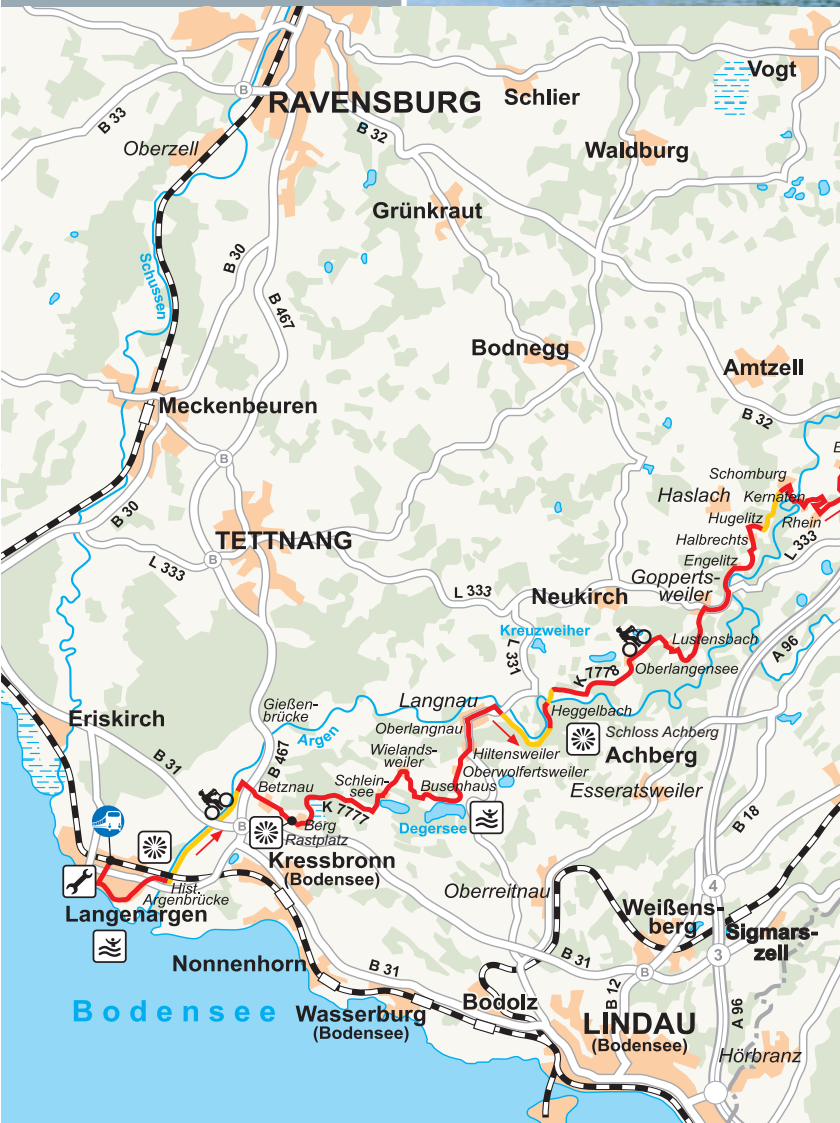 Vogt
RAVENSBURG
Schlier
B
B 33
B 32
Oberzell
Waldburg
Grünkraut
B 30
Schussen
B 467
Bodnegg
Amtzell
Meckenbeuren
B 32
B
Schomburg
Haslach
Kernaten
B 30
Hugelitz
Rhein
TETTNANG
Halbrechts
L 333
B
Engelitz
L 333
Gopperts-
weiler
L 333
Neukirch
Kreuzweiher
L 331
Lustensbach
A 96
K 7778
Oberlangensee
Langnau
Gießen-
brücke
Heggelbach
Eriskirch
Argen
Oberlangnau
Schloss Achberg
Wielands-
weiler
Hiltensweiler
Achberg
B 31
B 467
Oberwolfertsweiler
Betznau
Schlein-
see
Busenhaus
Esseratsweiler
K 7777
B
Berg
Rastplatz
Degersee
B 18
Kressbronn
(Bodensee)
Hist.
Argenbrücke
Oberreitnau
4
Langenargen
Weißens-
berg
Sigmars-
zell
3
Nonnenhorn
B 31
B 31
B
B 12
Bodensee
Wasserburg
(Bodensee)
Bodolz
LINDAU
(Bodensee)
A 96
Hörbranz